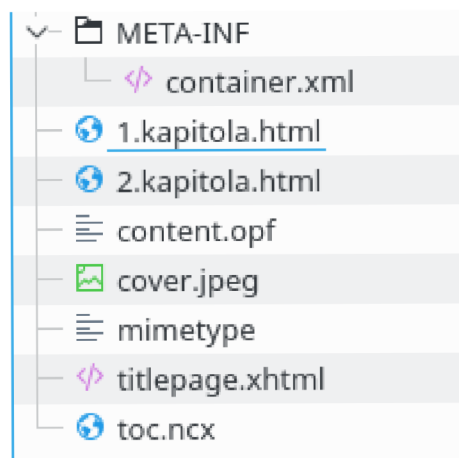 META-INF
container.xml
1.kapitola.html
2.kapitola.html
content.opf
cover.jpeg
mimetype
titlepage.xhtml
toc.ncx